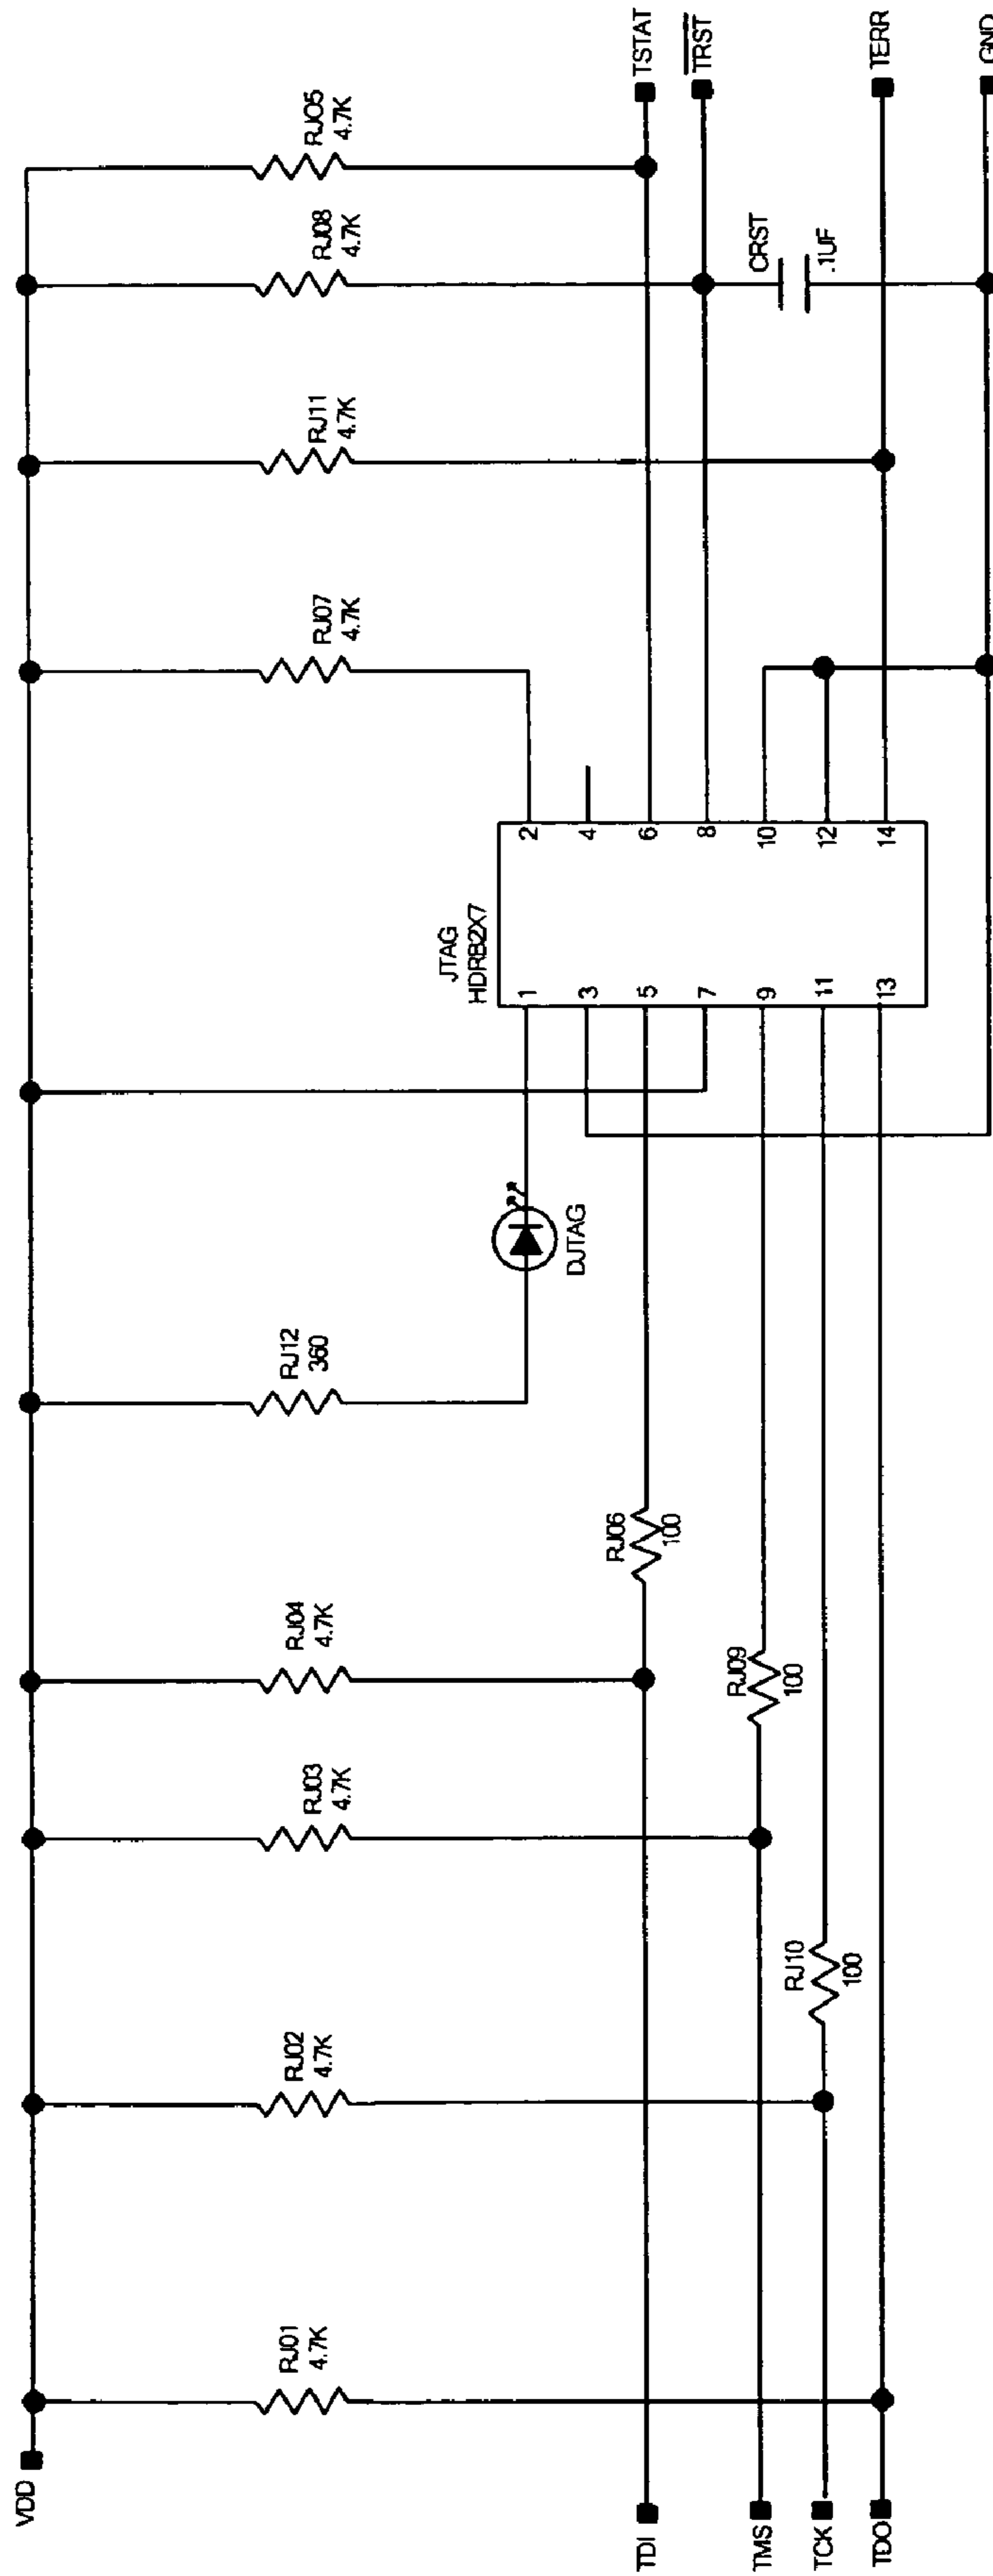 VDD
RJ01
4.7K
RJ02
4.7K
RJ03
4.7K
RJ04
4.7K
RJ12
360
RJ07
4.7K
RJ11
4.7K
RJ08
4.7K
RJO5
4.7K
JTAG
HDRB2X7
DJTAG
1
2
3
4
5
6
7
8
9
10
11
12
13
14
RJ06
100
RJ09
100
RJ10
100
CRST
.1UF
TDI
TMS
TCK
TDO
TSTAT
TRST
TERR
GND